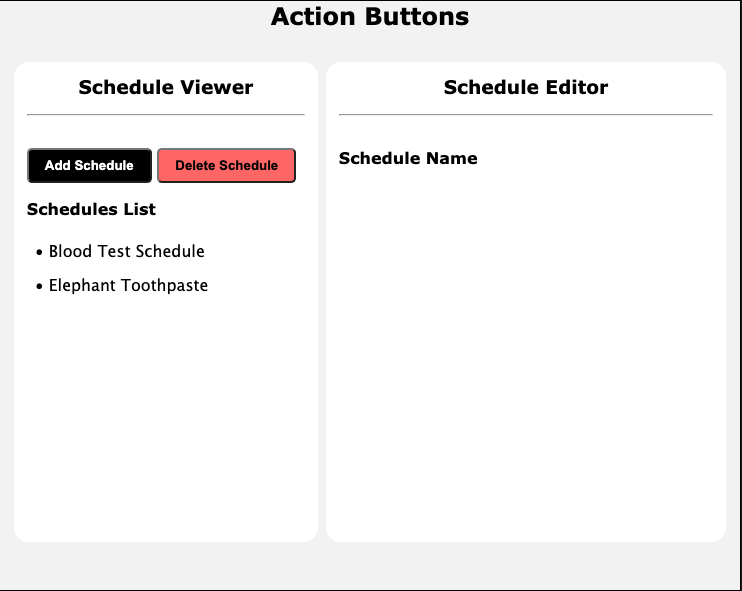 Action Buttons
Schedule Viewer
Add Schedule Delete Schedule
Schedules List
• Blood Test Schedule
• Elephant Toothpaste
Schedule Editor
Schedule Name